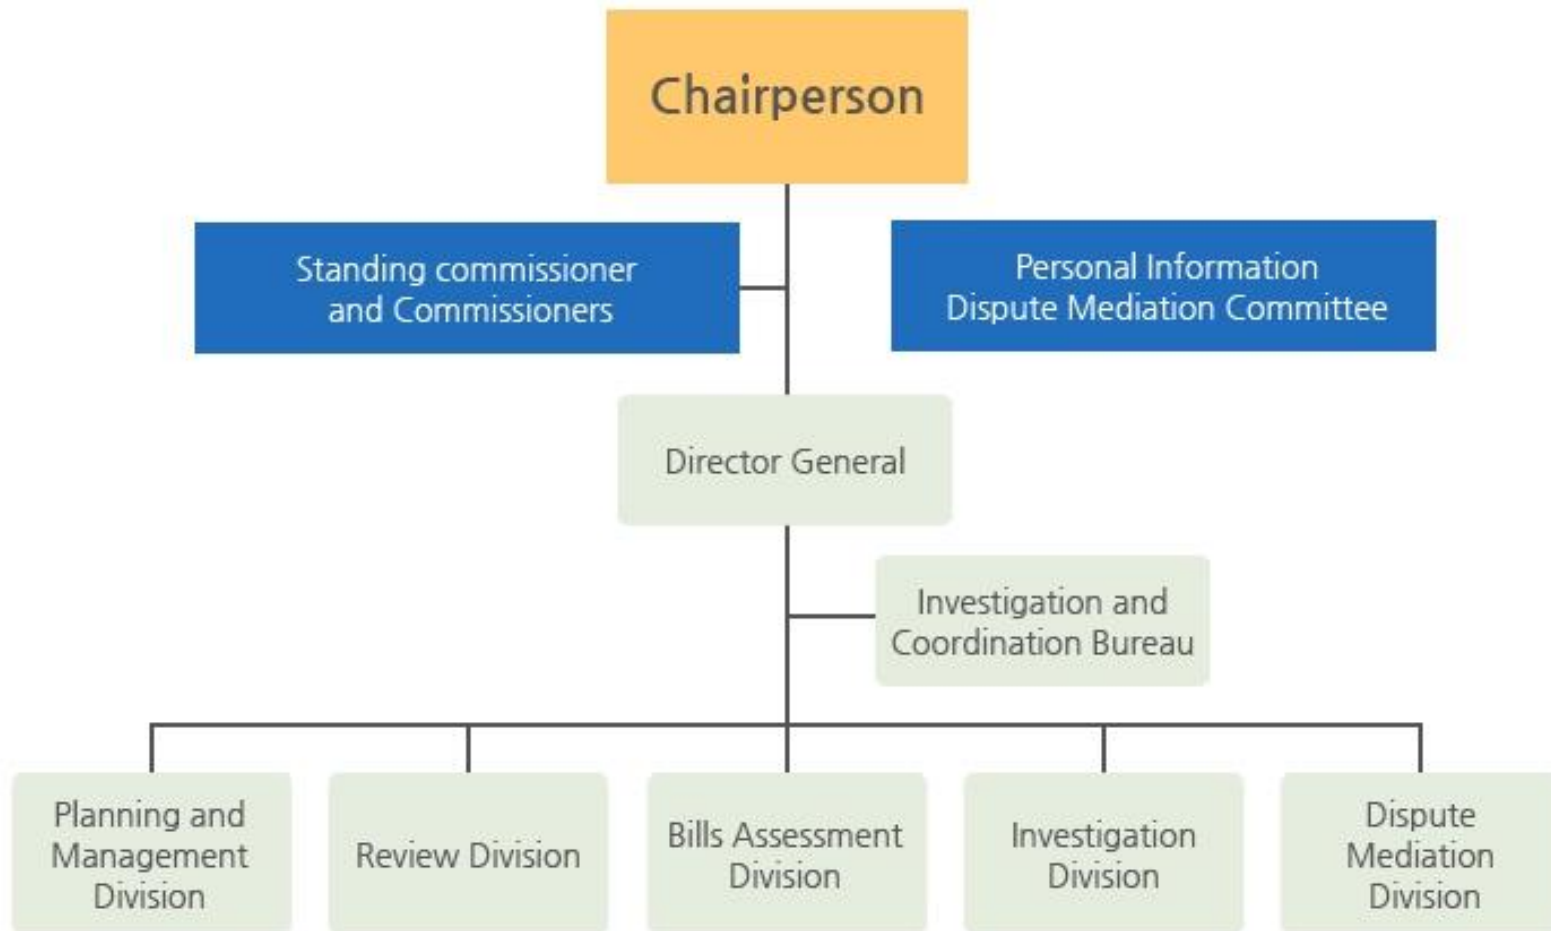 Chairperson
Standing commissioner
and Commissioners
Personal Information
Dispute Mediation Committee
Director General
Investigation and
Coordination Bureau
Planning and
Management
Division
Review Division
Bills Assessment
Division
Investigation
Division
Dispute
Mediation
Division